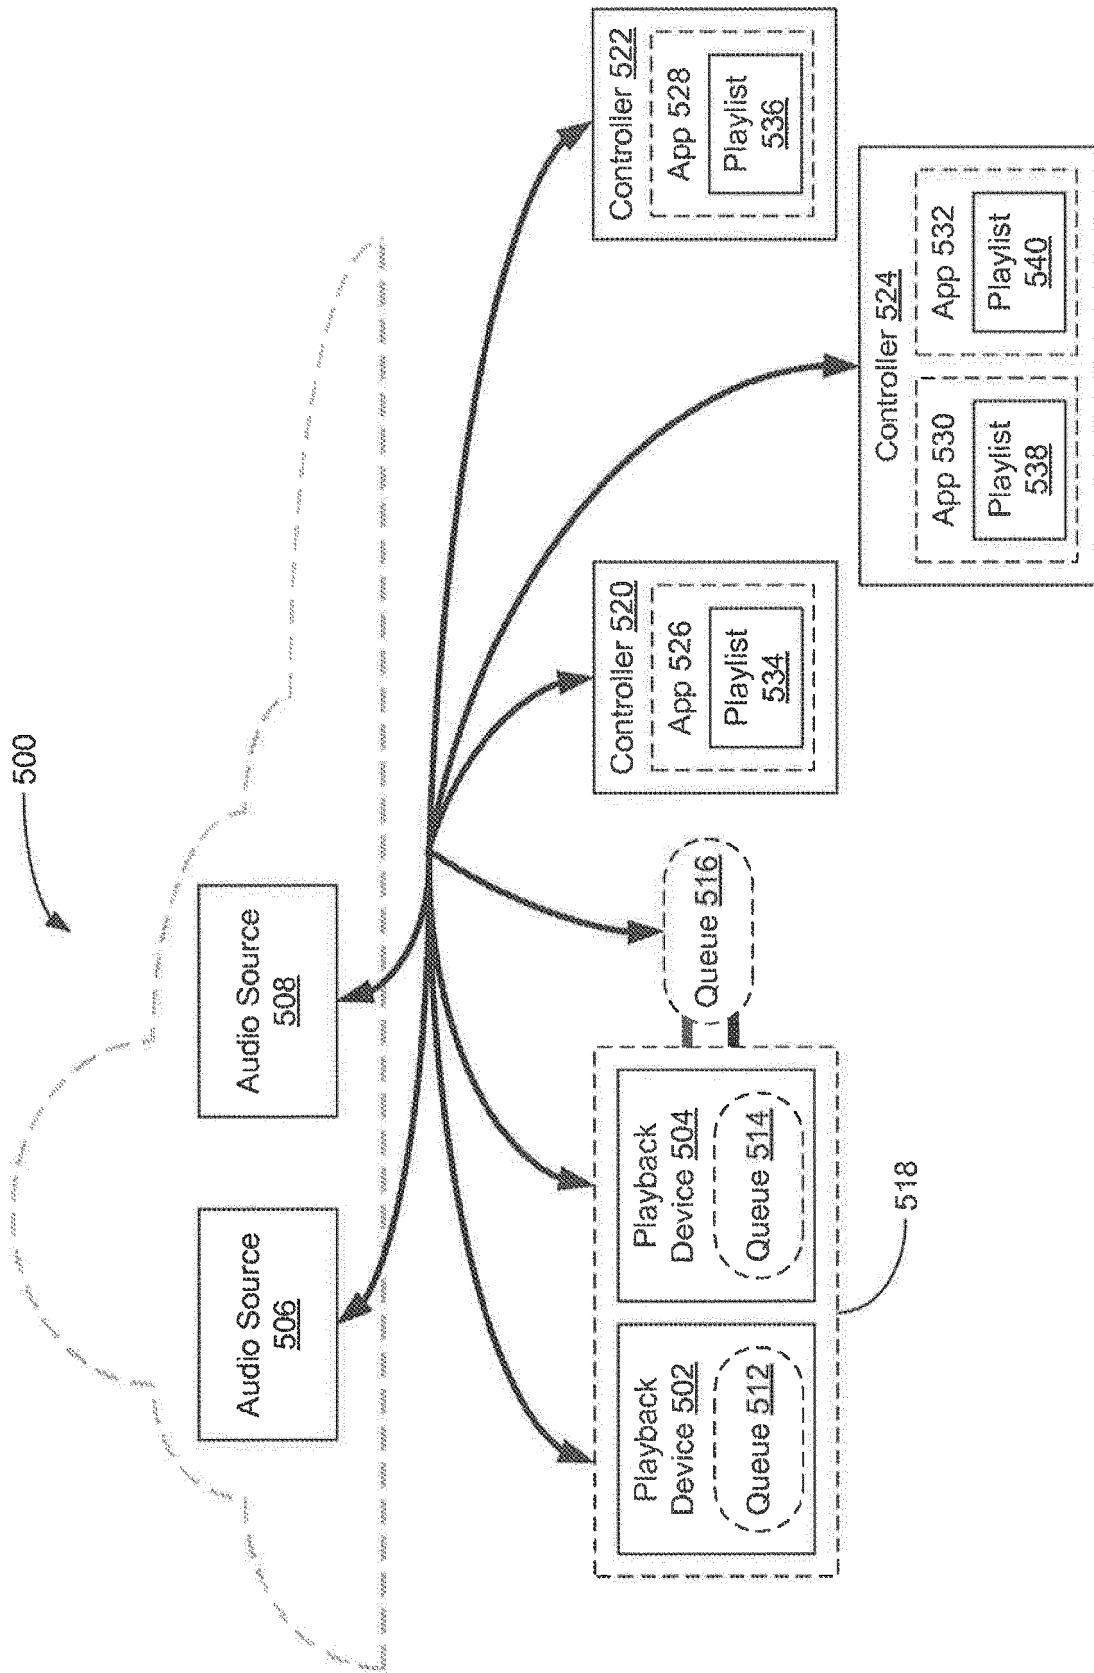 500
Audio Source
506
Audio Source
508
Playback
Device 502
Queue 512
Playback
Device 504
Queue 514
Queue 516
518
Controller 520
App 526
Playlist
534
Controller 522
App 528
Playlist
536
Controller 524
App 530
Playlist
538
App 532
Playlist
540